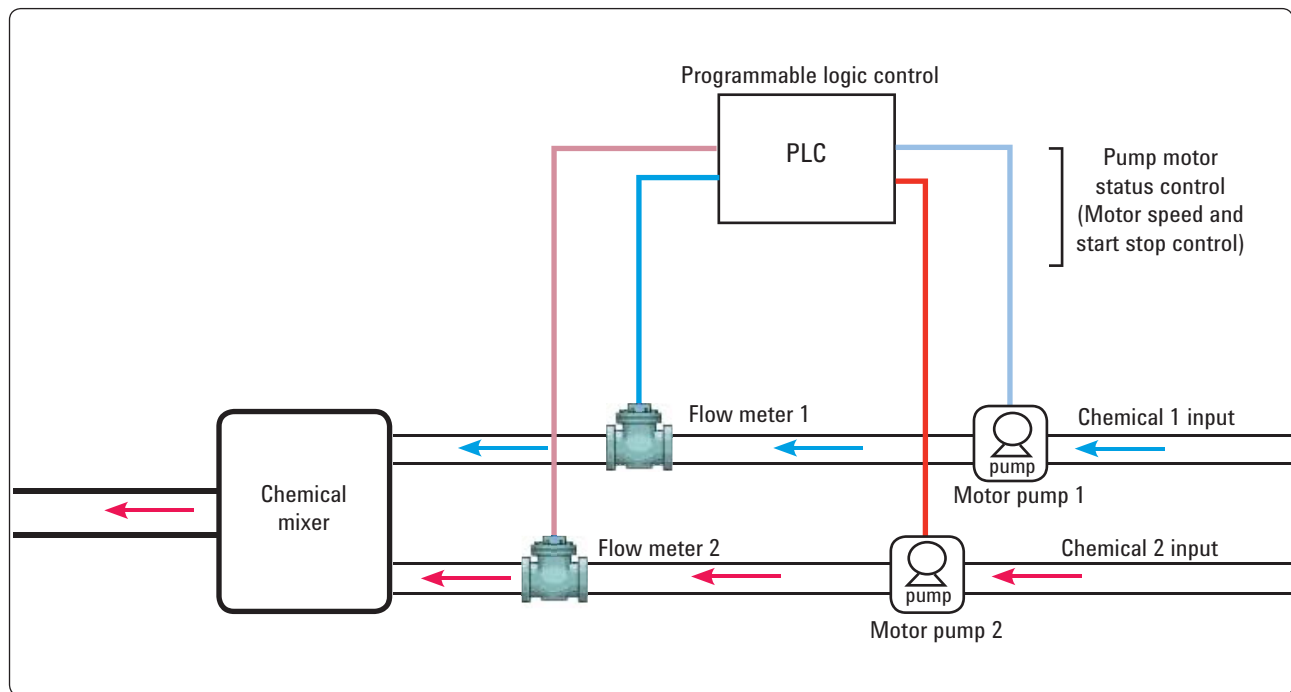 Programmable logic control
PLC
Pump motor
status control
(Motor speed and
start stop control)
Flow meter 1
Chemical 1 input
pump
Motor pump 1
Chemical
mixer
Flow meter 2
Chemical 2 input
pump
Motor pump 2